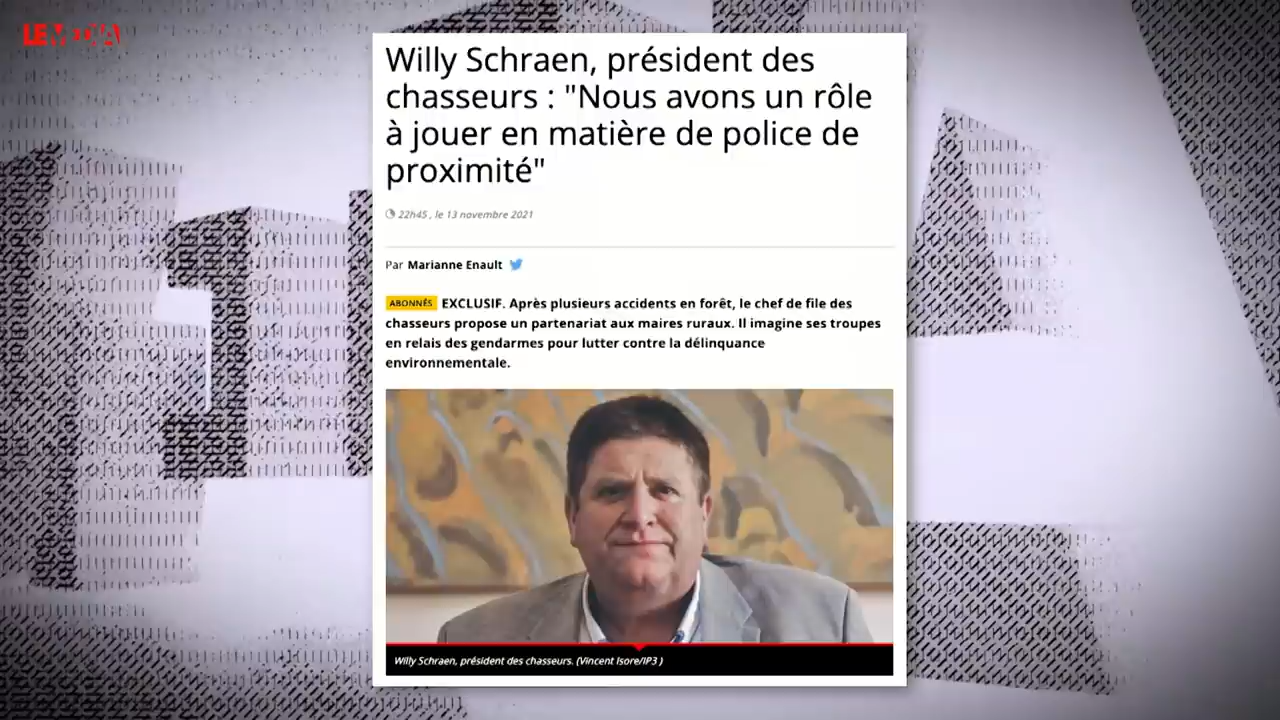 Willy Schraen, président des
chasseurs : "Nous avons un rôle
à jouer en matière de police de
proximité"
22h45 , le 13 novembre 2021
Par Marianne Enault
ABONNÉS EXCLUSIF. Après plusieurs accidents en forêt, le chef de file des
chasseurs propose un partenariat aux maires ruraux. Il imagine ses troupes
en relais des gendarmes pour lutter contre la délinquance
environnementale.
Willy Schraen, président des chasseurs. (Vincent Isore/IP3 )